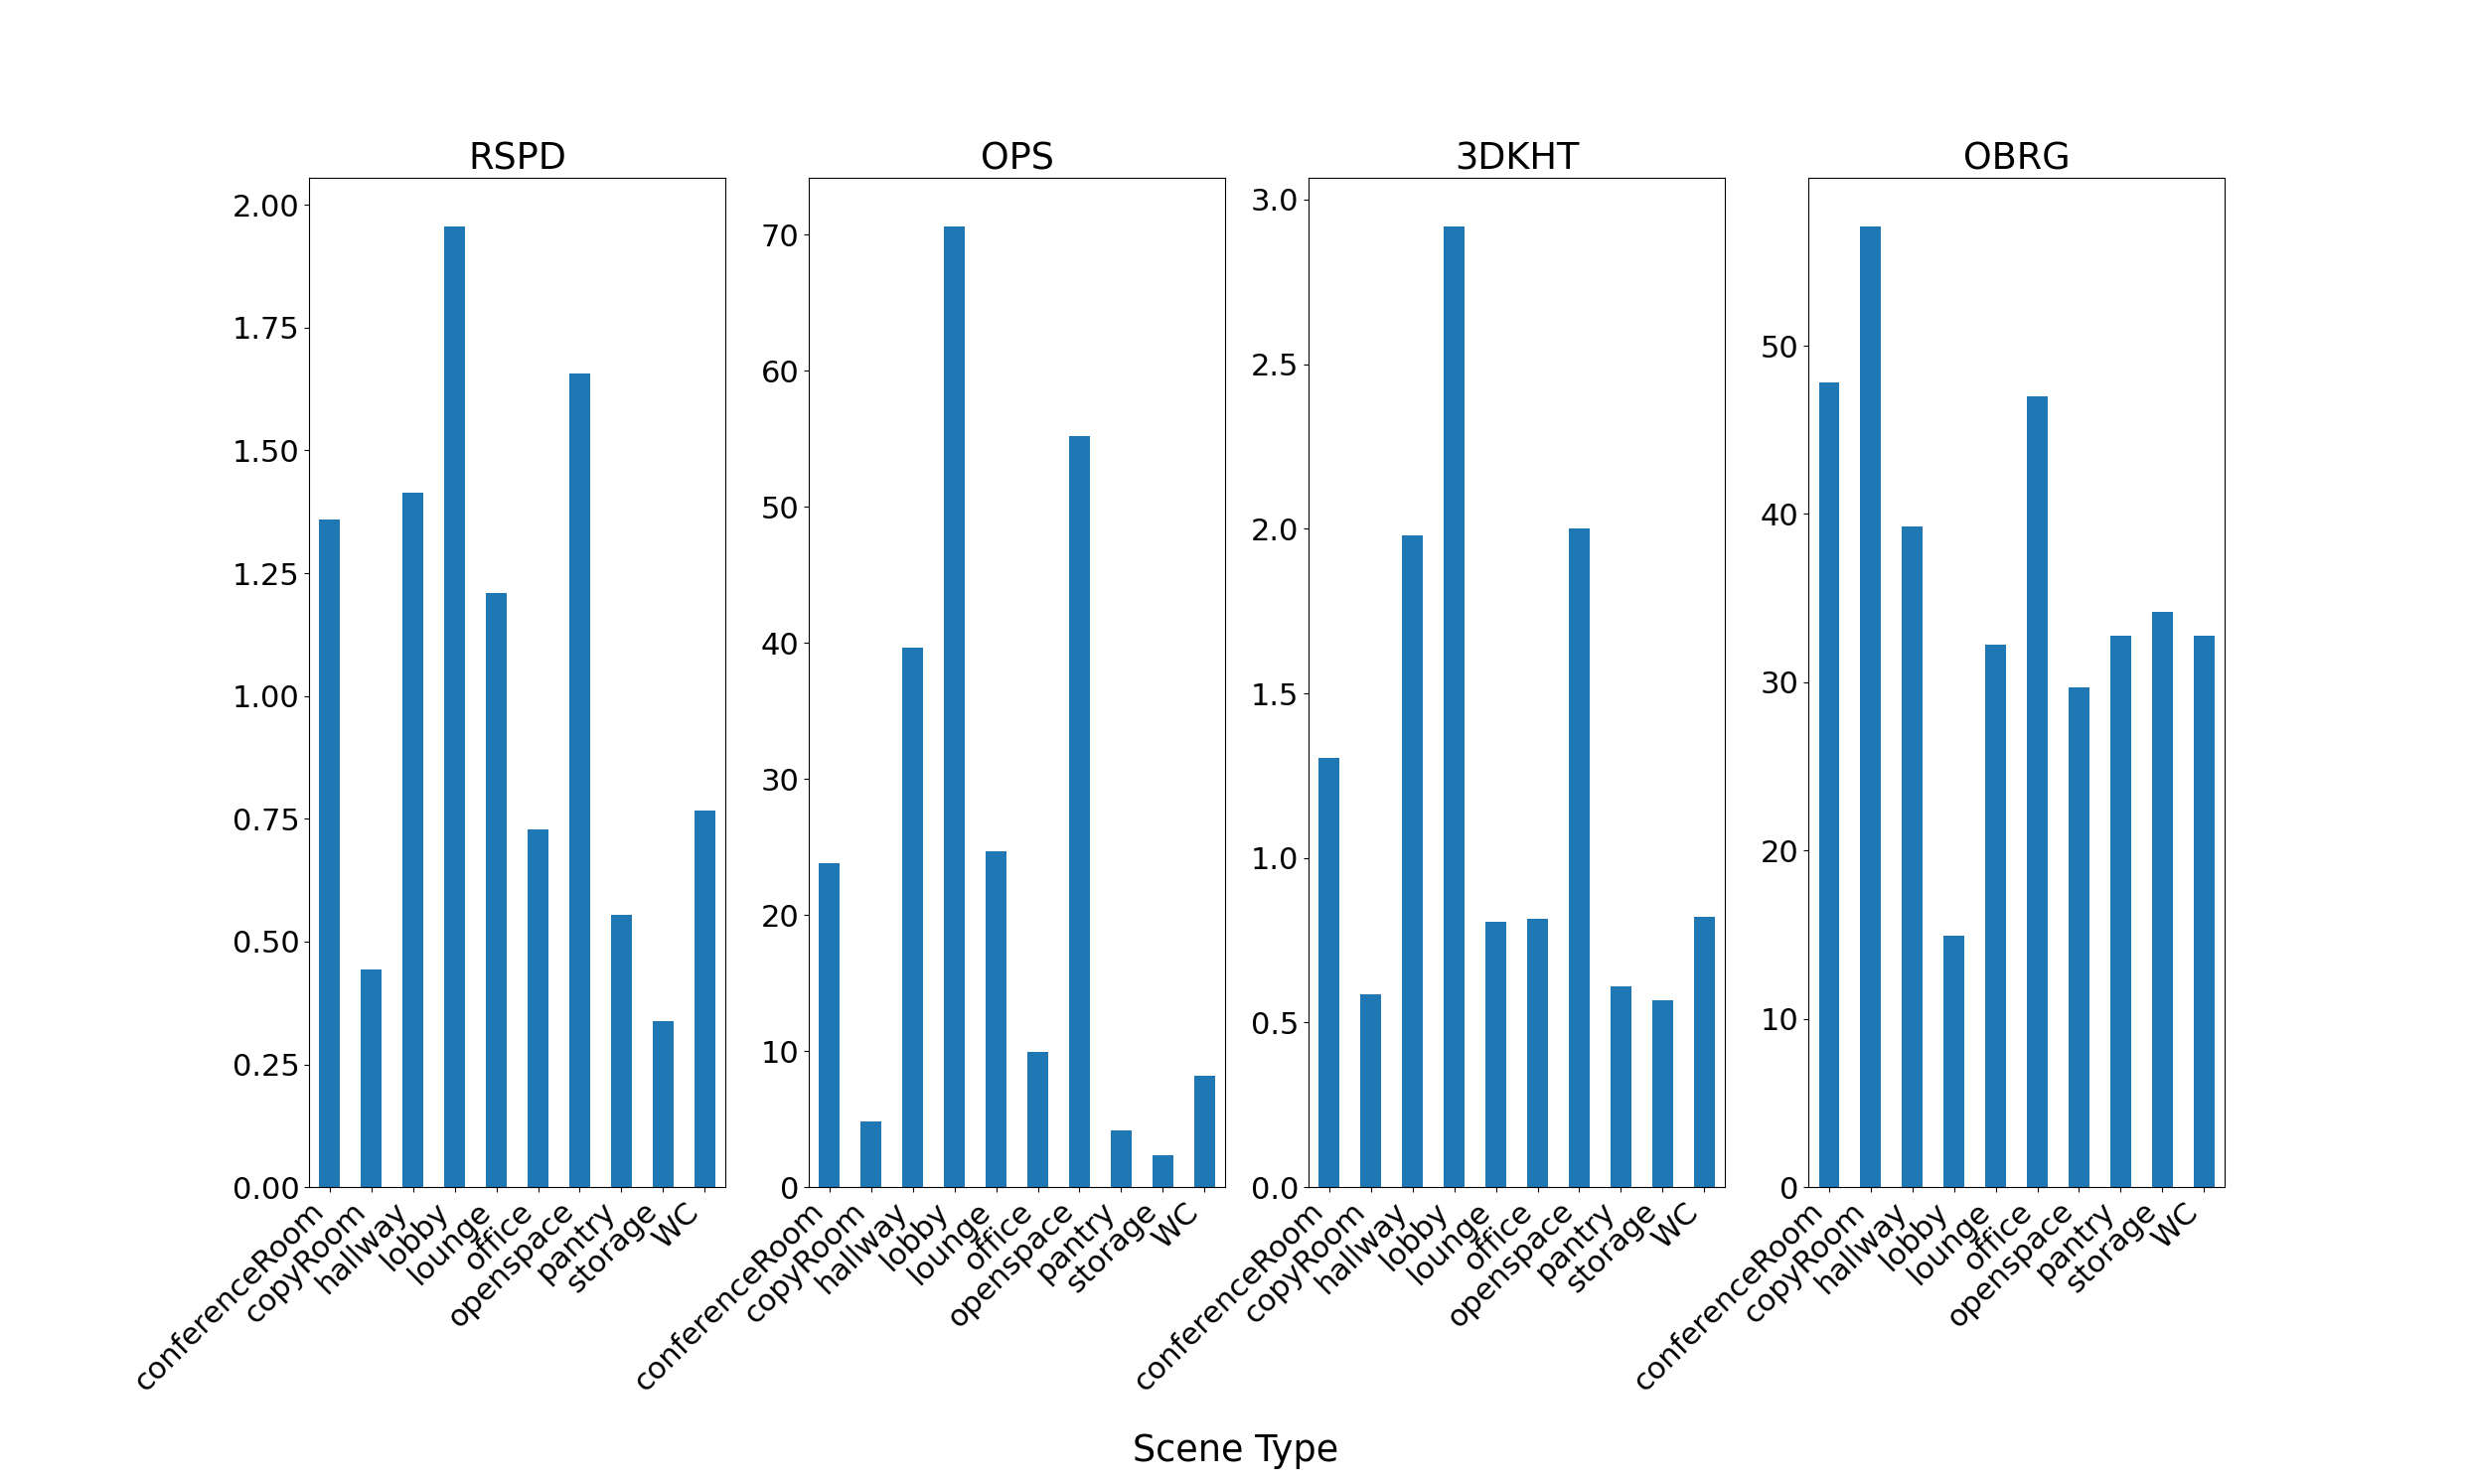 RSPD
2.00
1.75
1.50
1.25
1.00
0.75
0.50
0.25
0.00
conferenceRoom
copyRoom
hallway
lobby
lounge
office
openspace
pantry
storage
WC
OPS
70
60
50
40
30
20
10
0
conferenceRoom
copyRoom
hallway
lobby
lounge
office
openspace
pantry
storage
WC
3DKHT
3.0
2.5
2.0
1.5
1.0
0.5
0.0
conferenceRoom
copyRoom
hallway
lobby
lounge
office
openspace
pantry
storage
WC
OBRG
50
40
30
20
10
0
conferenceRoom
copyRoom
hallway
lobby
lounge
office
openspace
pantry
storage
WC
Scene Type